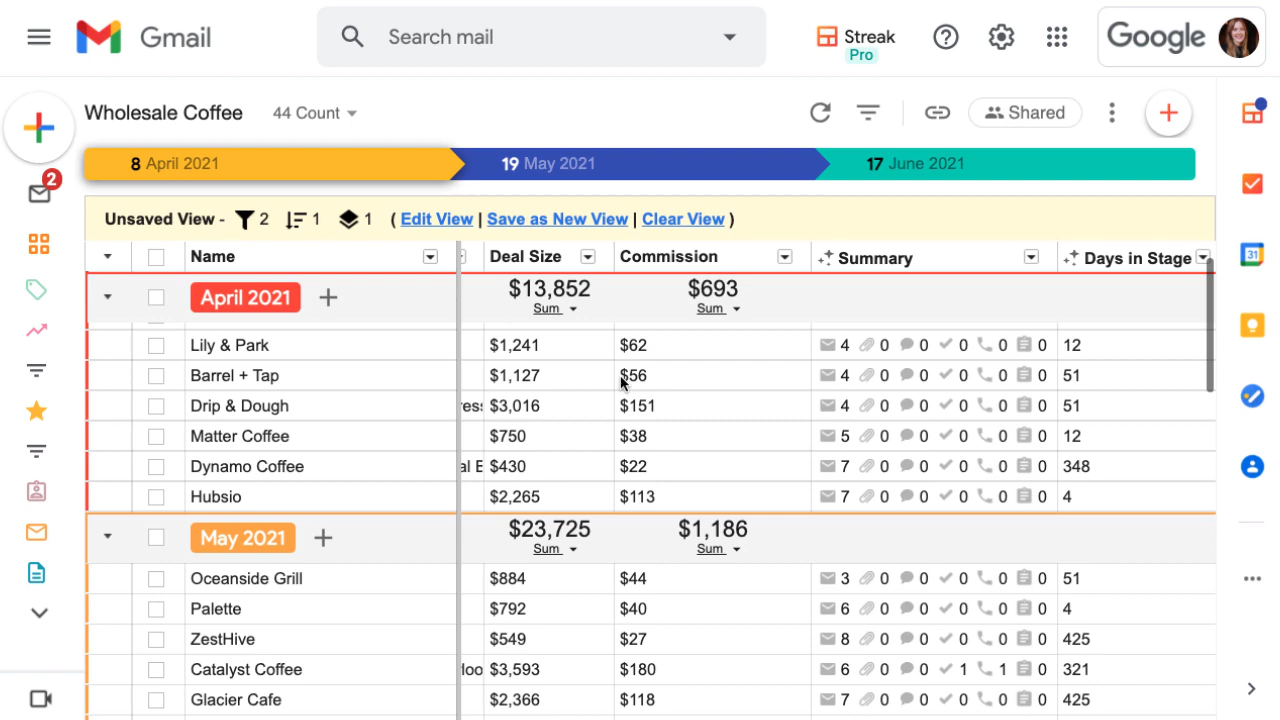 Gmail
Search mail
Streak
Pro
Google
2
Wholesale Coffee 44 Count
Shared
8 April 2021 19 May 2021 17 June 2021
31
Unsaved View - 2 1 1 ( Edit View | Save as New View | Clear View )
Name Deal Size Commission Summary Days in Stage
April 2021 $13,852 $693
Sum Sum
Lily & Park $1,241 $62 4 0 0 0 0 0 12
Barrel + Tap $1,127 $56 4 0 0 0 0 0 51
Drip & Dough $3,016 $151 4 0 0 0 0 0 51
Matter Coffee $750 $38 5 0 0 0 0 0 12
Dynamo Coffee al E $430 $22 7 0 0 0 0 0 348
Hubsio $2,265 $113 7 0 0 0 0 0 4
May 2021 $23,725 $1,186
Sum Sum
Oceanside Grill $884 $44 3 0 0 0 0 0 51
Palette $792 $40 6 0 0 0 0 0 4
ZestHive $549 $27 8 0 0 0 0 0 425
Catalyst Coffee $3,593 $180 6 0 0 1 1 0 321
Glacier Cafe $2,366 $118 7 0 0 0 0 0 425